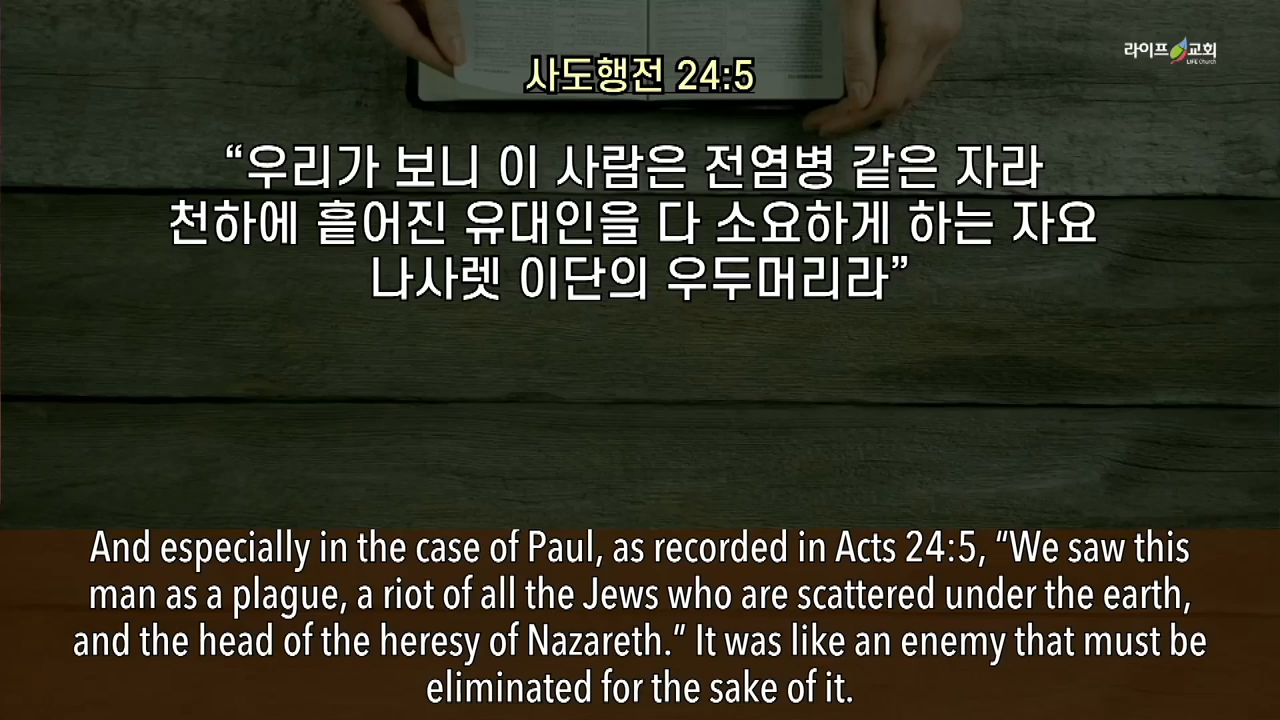 라이프 교회
LIFE Church
사도행전 24:5
“우리가 보니 이 사람은 전염병 같은 자라
천하에 흩어진 유대인을 다 소요하게 하는 자요
나사렛 이단의 우두머리라”
And especially in the case of Paul, as recorded in Acts 24:5, “We saw this
man as a plague, a riot of all the Jews who are scattered under the earth,
and the head of the heresy of Nazareth.” It was like an enemy that must be
eliminated for the sake of it.